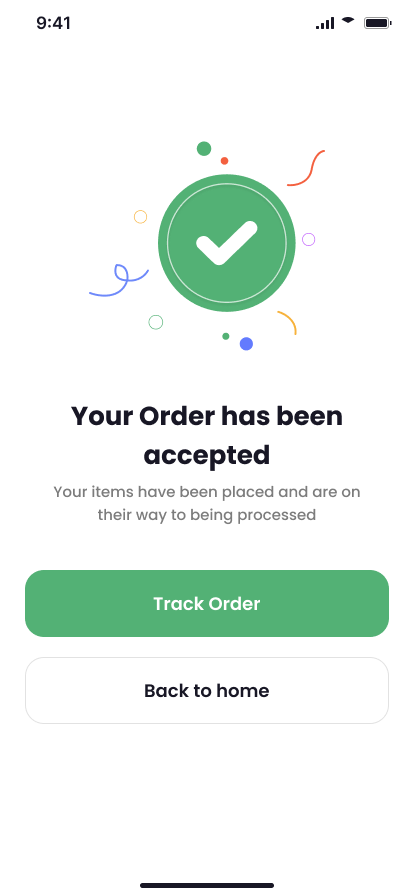 9:41
Your Order has been
accepted
Your items have been placed and are on
their way to being processed
Track Order
Back to home